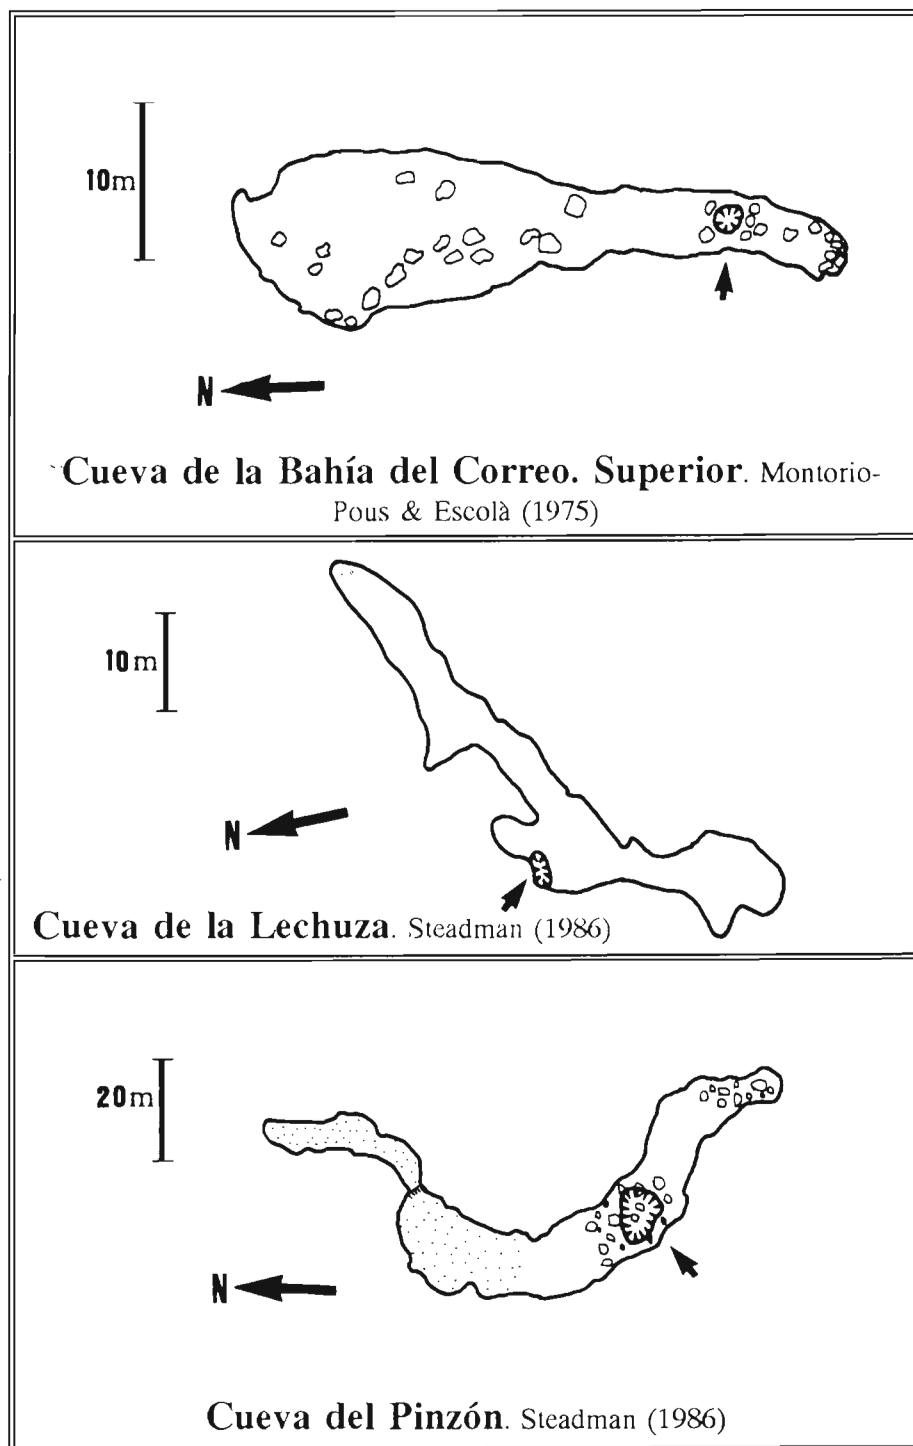 10m
N
Cueva de la Bahía del Correo. Superior. Montorio-
Pous & Escolà (1975)
10m
N
Cueva de la Lechuza. Steadman (1986)
20m
N
Cueva del Pinzón. Steadman (1986)